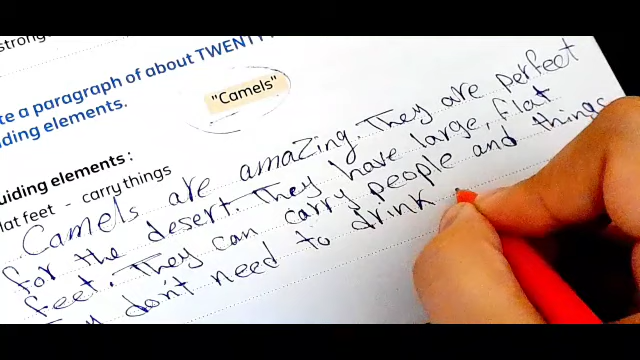 strong
te a paragraph of about TWENTY
uiding elements.
"Camels"
uiding elements:
lat feet - carry things
Camels are amazing. They are perfect
for the desert. They have large, flat
feet. They can carry people and things
don't need to drink